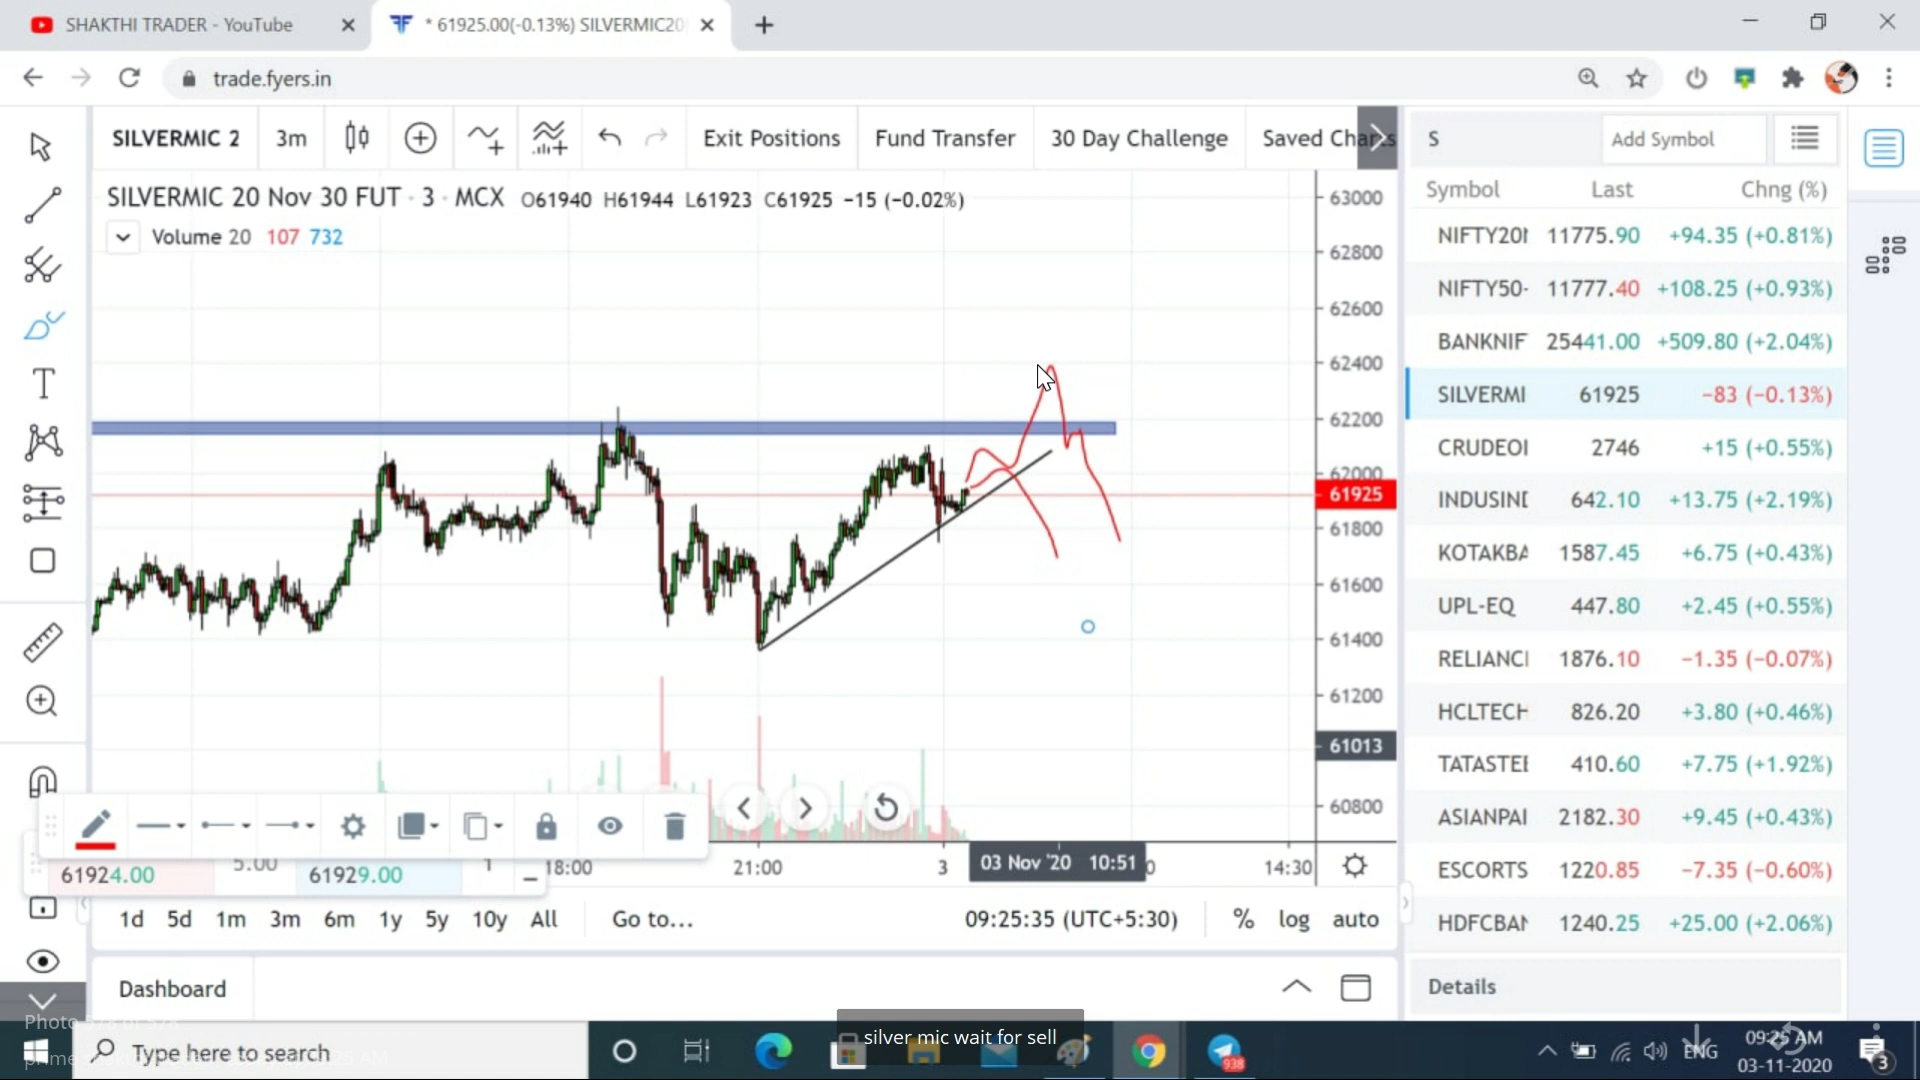 SHAKTHI TRADER - YouTube
* 61925.00(-0.13%) SILVERMIC20
trade.fyers.in
SILVERMIC 2
3m
Exit Positions
Fund Transfer
30 Day Challenge
Saved Charts
SILVERMIC 20 Nov 30 FUT · 3 · MCX O61940 H61944 L61923 C61925 −15 (−0.02%)
Volume 20 107 732
63000
62800
62600
62400
62200
62000
61925
61800
61600
61400
61200
61013
60800
18:00
21:00
3
03 Nov '20 10:51
14:30
61924.00
5.00
61929.00
1
1d 5d 1m 3m 6m 1y 5y 10y All
Go to...
09:25:35 (UTC+5:30)
% log auto
Dashboard
S
Add Symbol
Symbol Last Chng (%)
NIFTY20N 11775.90 +94.35 (+0.81%)
NIFTY50- 11777.40 +108.25 (+0.93%)
BANKNIF 25441.00 +509.80 (+2.04%)
SILVERMI 61925 −83 (−0.13%)
CRUDEOI 2746 +15 (+0.55%)
INDUSIND 642.10 +13.75 (+2.19%)
KOTAKBA 1587.45 +6.75 (+0.43%)
UPL-EQ 447.80 +2.45 (+0.55%)
RELIANCI 1876.10 −1.35 (−0.07%)
HCLTECH 826.20 +3.80 (+0.46%)
TATASTEE 410.60 +7.75 (+1.92%)
ASIANPAI 2182.30 +9.45 (+0.43%)
ESCORTS 1220.85 −7.35 (−0.60%)
HDFCBAN 1240.25 +25.00 (+2.06%)
Details
silver mic wait for sell
Type here to search
938
ENG
09:25 AM
03-11-2020
3